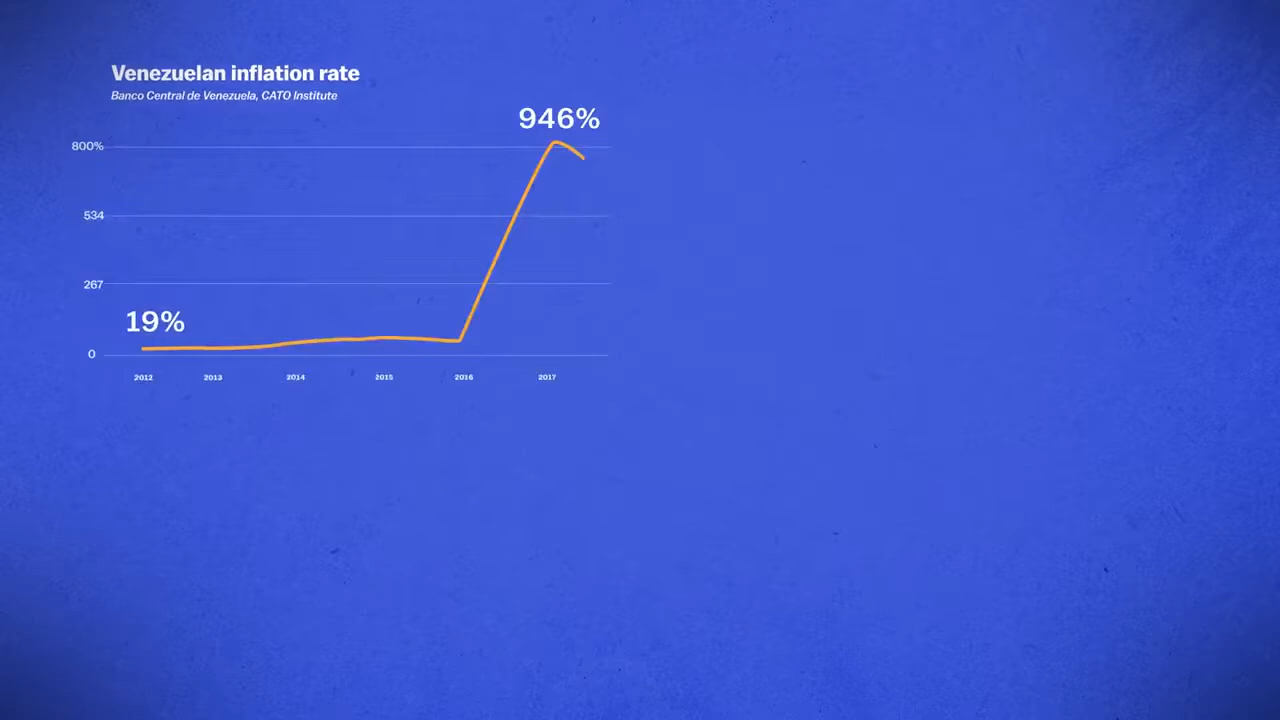 Venezuelan inflation rate
Banco Central de Venezuela, CATO Institute
946%
800%
534
267
19%
0
2012 2013 2014 2015 2016 2017